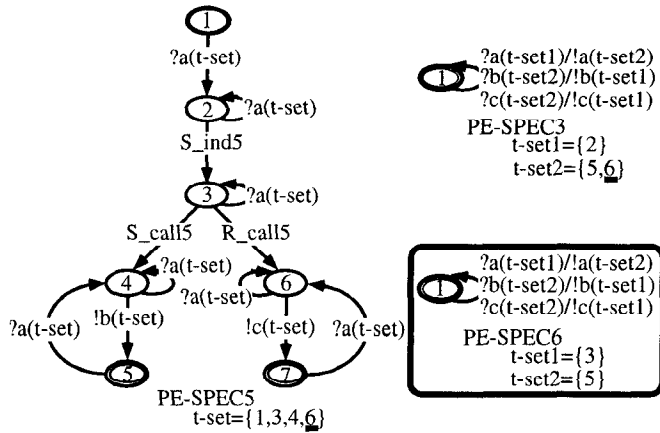 1
?a(t-set)
2
?a(t-set)
S_ind5
3
?a(t-set)
S_call5
R_call5
4
?a(t-set)
?a(t-set)
6
?a(t-set)
!b(t-set)
!c(t-set)
?a(t-set)
5
7
PE-SPEC5
t-set={1,3,4,6}
1
?a(t-set1)/!a(t-set2)
?b(t-set2)/!b(t-set1)
?c(t-set2)/!c(t-set1)
PE-SPEC3
t-set1={2}
t-set2={5,6}
1
?a(t-set1)/!a(t-set2)
?b(t-set2)/!b(t-set1)
?c(t-set2)/!c(t-set1)
PE-SPEC6
t-set1={3}
t-set2={5}